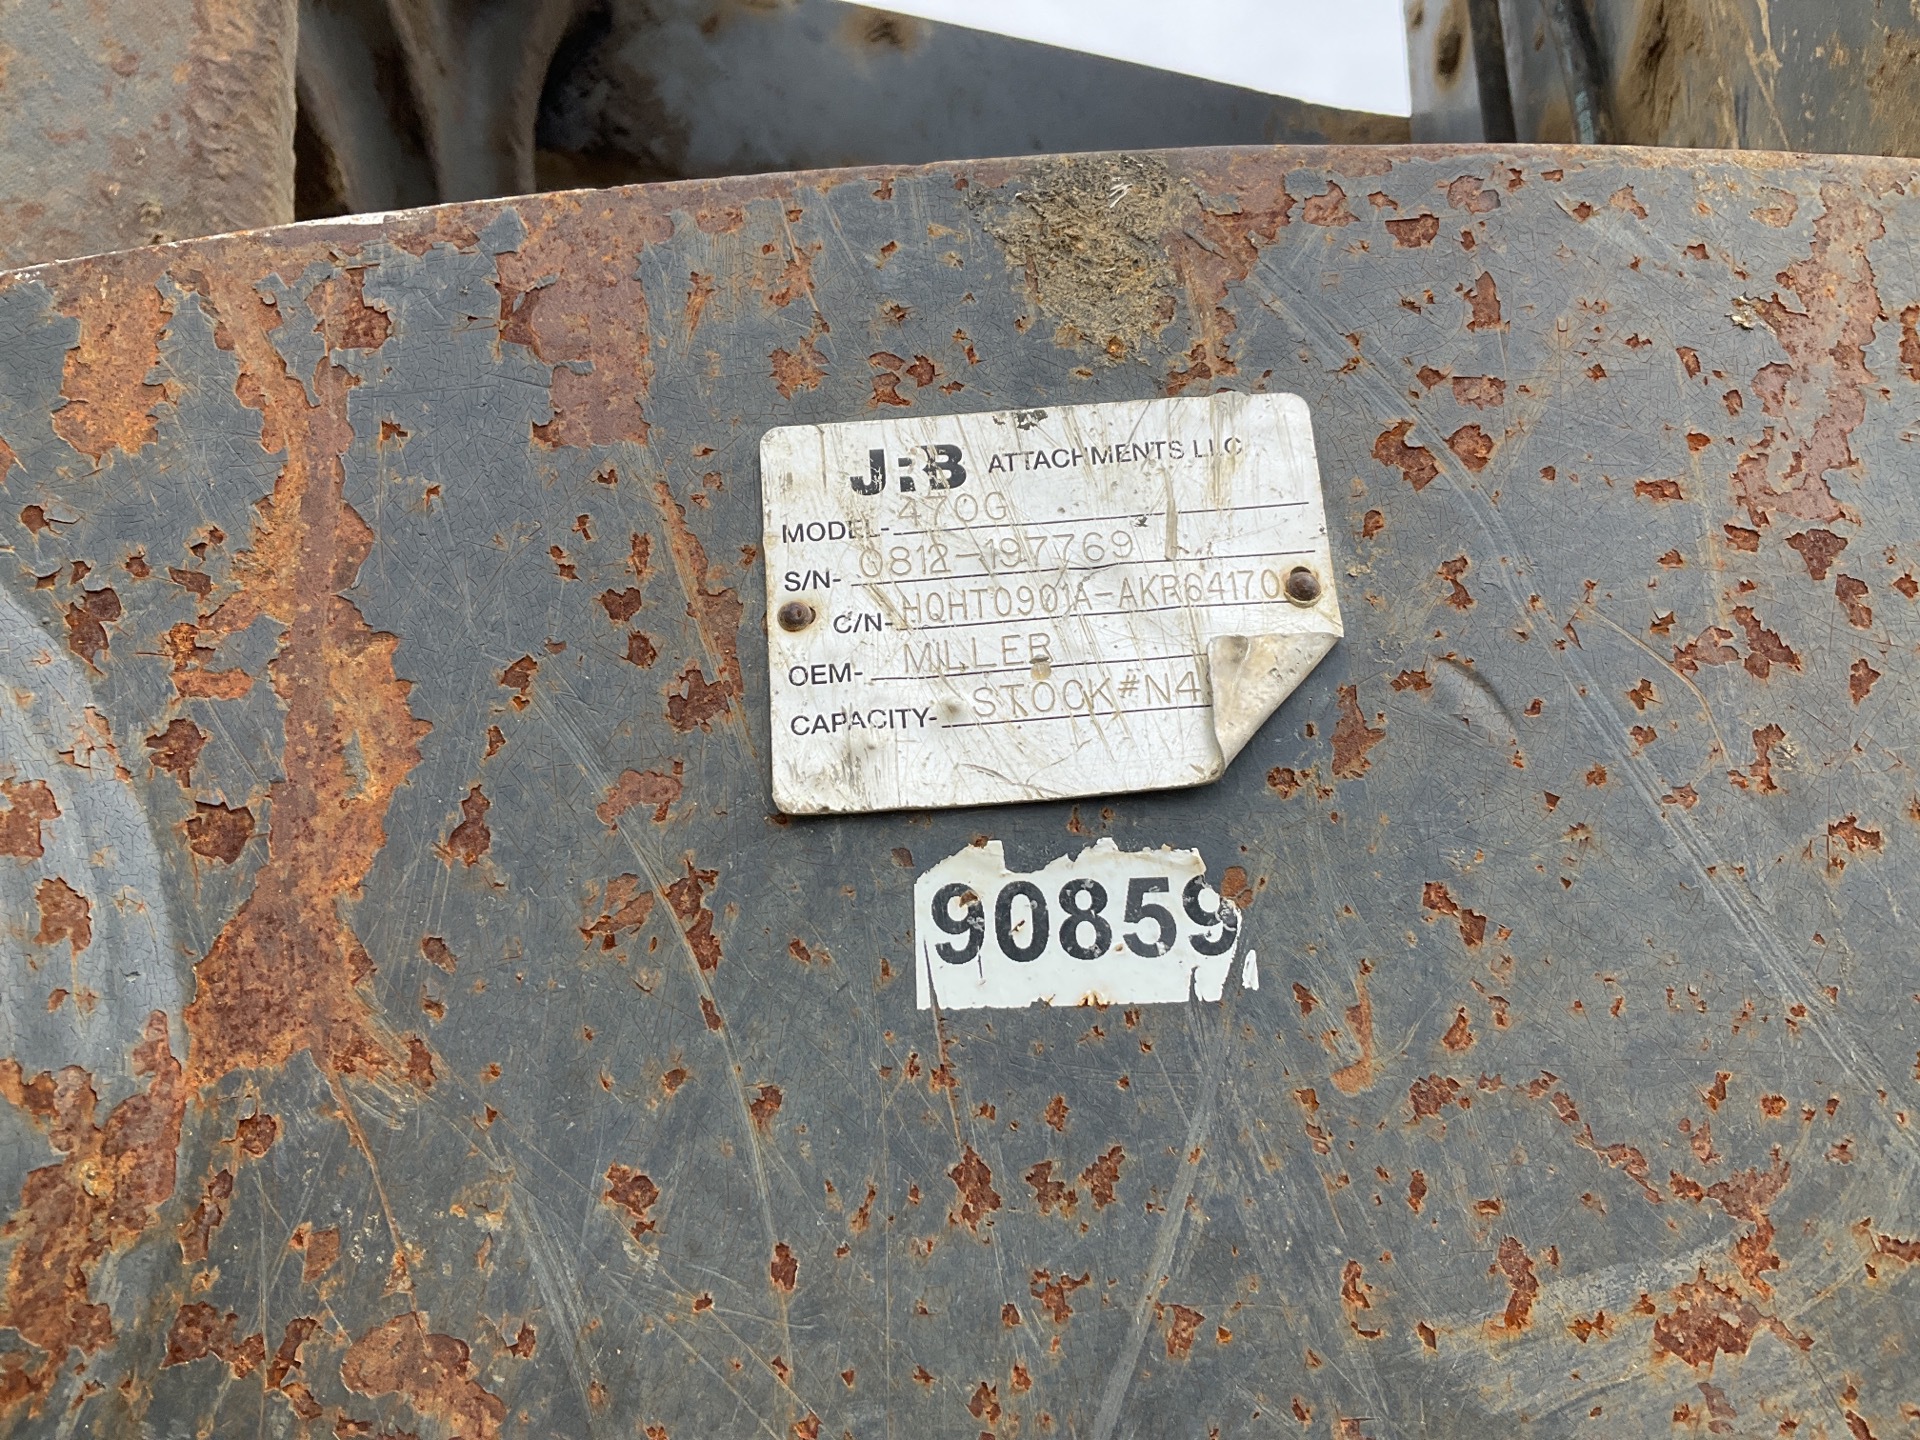 JRB ATTACHMENTS LLC
MODEL- 470G
S/N- 0812-197769
C/N- HQHT0901A-AKR64170
OEM- MILLER
CAPACITY- STOCK#N4
90859